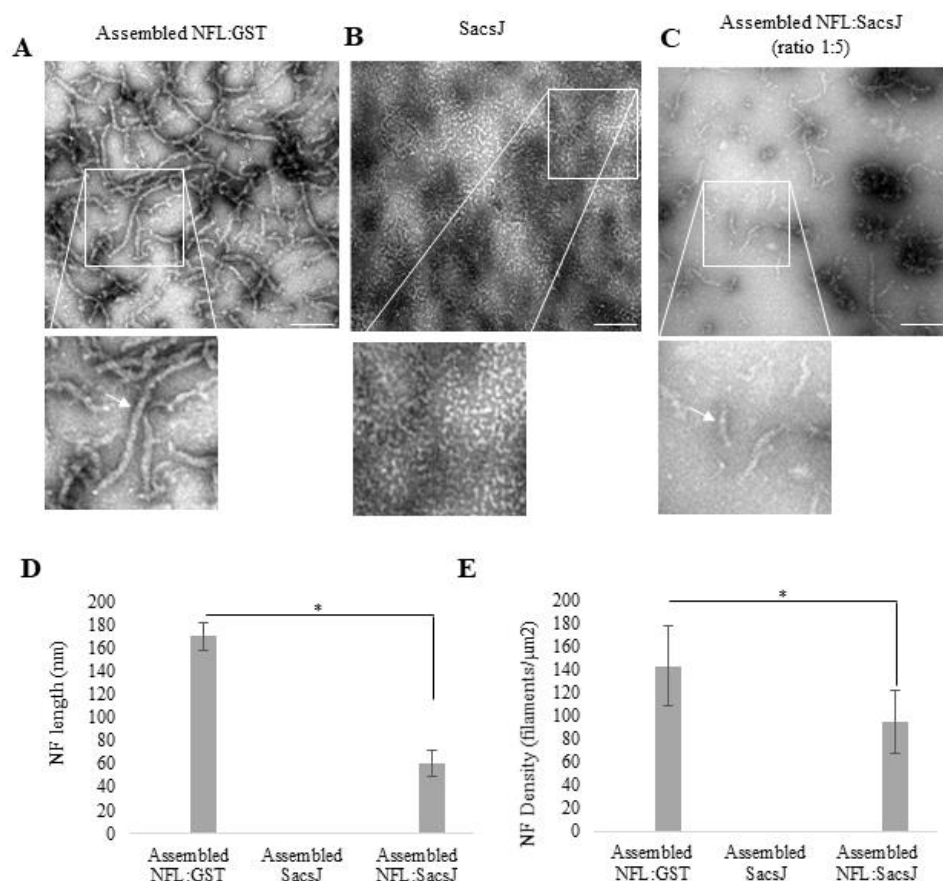 A
Assembled NFL:GST
B
SacsJ
C
Assembled NFL:SacsJ
(ratio 1:5)
D
NF length (nm)
200
180
160
140
120
100
80
60
40
20
0
*
Assembled
NFL:GST
Assembled
SacsJ
Assembled
NFL:SacsJ
E
NF Density (filaments/μm2)
200
180
160
140
120
100
80
60
40
20
0
*
Assembled
NFL:GST
Assembled
SacsJ
Assembled
NFL:SacsJ